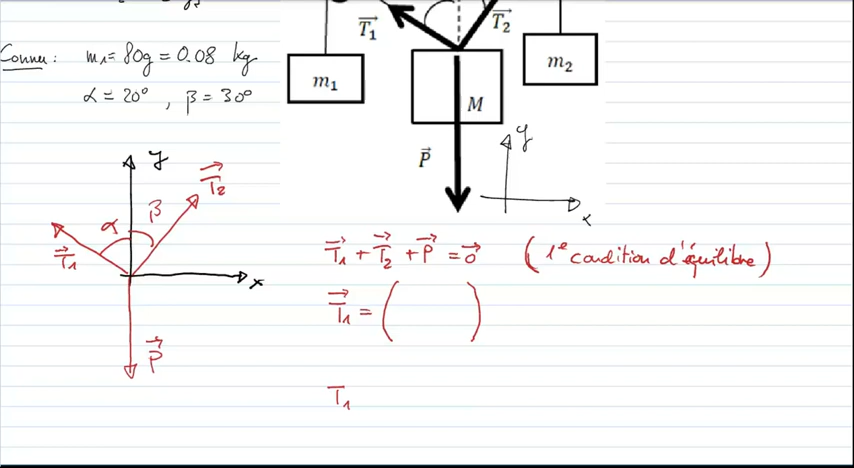 T₁ T₂
Connu : m₁ = 80g = 0.08 kg
α = 20° , β = 30°
m₁
m₂
M
P
y
x
y
T₂
α β
T₁
x
P
T₁ + T₂ + P = 0 (1e condition d'équilibre)
T₁ = ( )
T₁